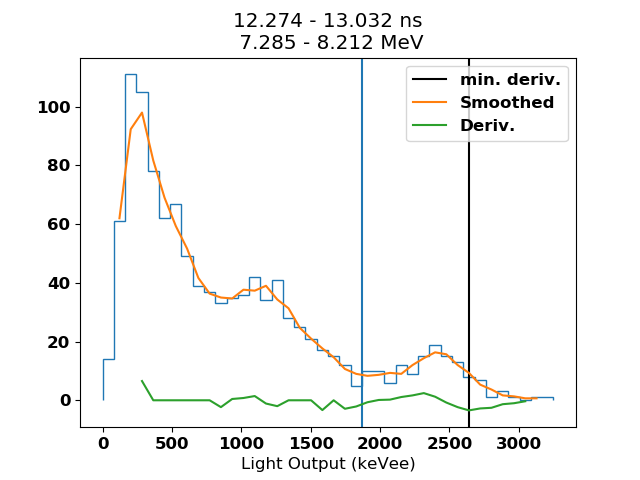 12.274 - 13.032 ns
7.285 - 8.212 MeV
min. deriv.
Smoothed
Deriv.
100
80
60
40
20
0
0 500 1000 1500 2000 2500 3000
Light Output (keVee)